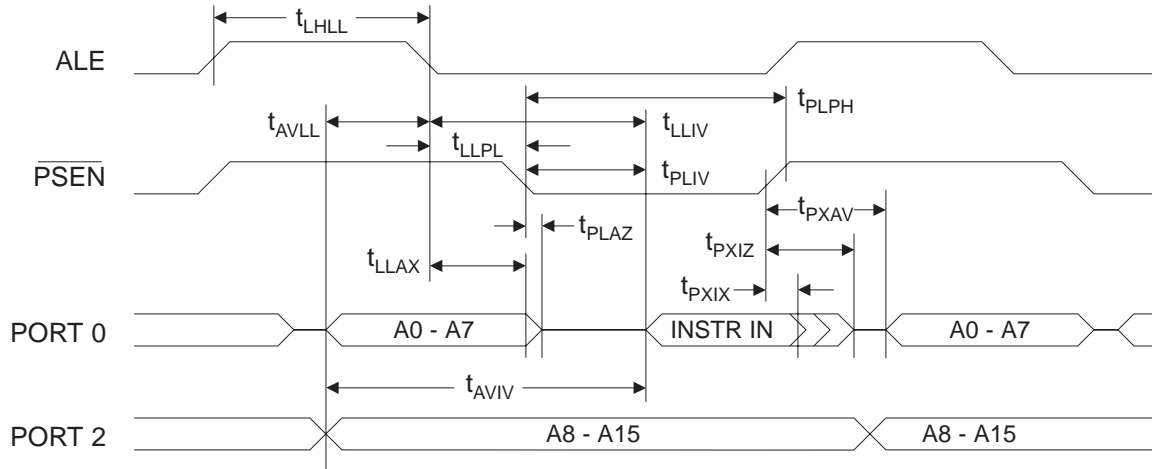 tLHLL
ALE
tPLPH
tAVLL
tLLIV
tLLPL
PSEN
tPLIV
tPXAV
tPLAZ
tPXIZ
tLLAX
tPXIX
PORT 0
A0 - A7
INSTR IN
A0 - A7
tAVIV
PORT 2
A8 - A15
A8 - A15